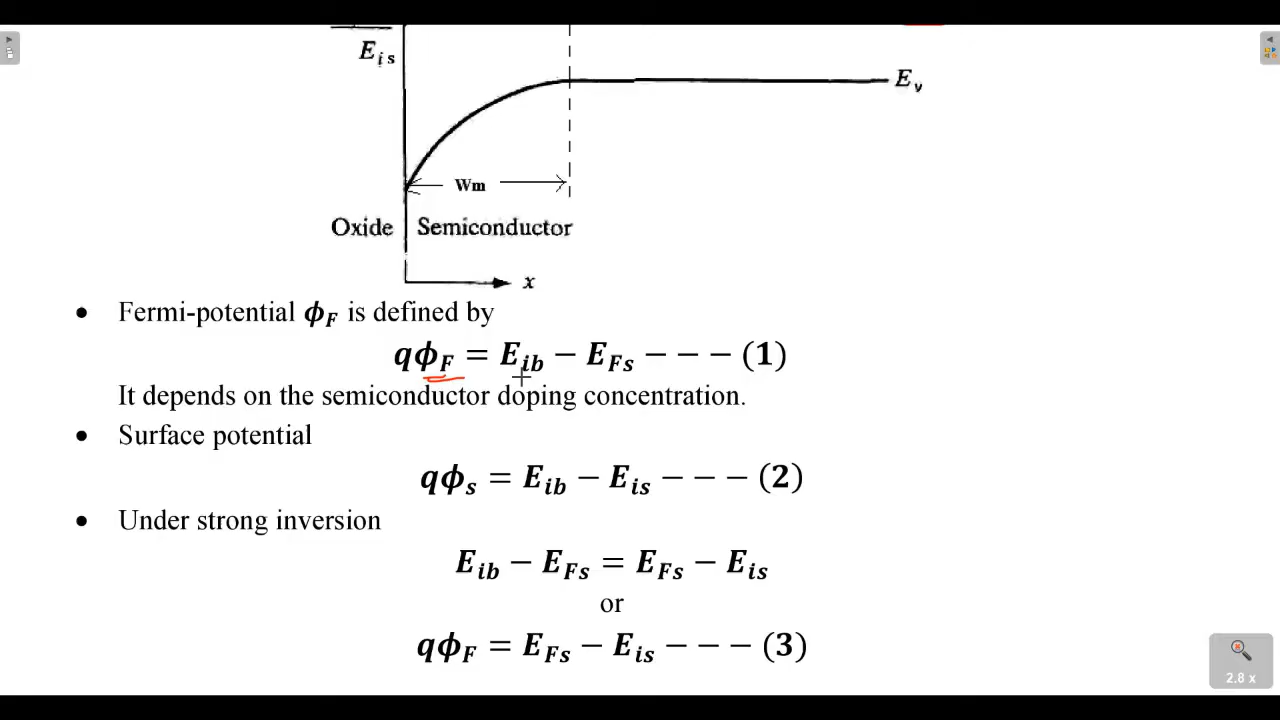 E_is
E_v
Wm
Oxide Semiconductor
x
• Fermi-potential ϕ_F is defined by
qϕ_F = E_ib − E_Fs − − − (1)
It depends on the semiconductor doping concentration.
• Surface potential
qϕ_s = E_ib − E_is − − − (2)
• Under strong inversion
E_ib − E_Fs = E_Fs − E_is
or
qϕ_F = E_Fs − E_is − − − (3)
2.8 x